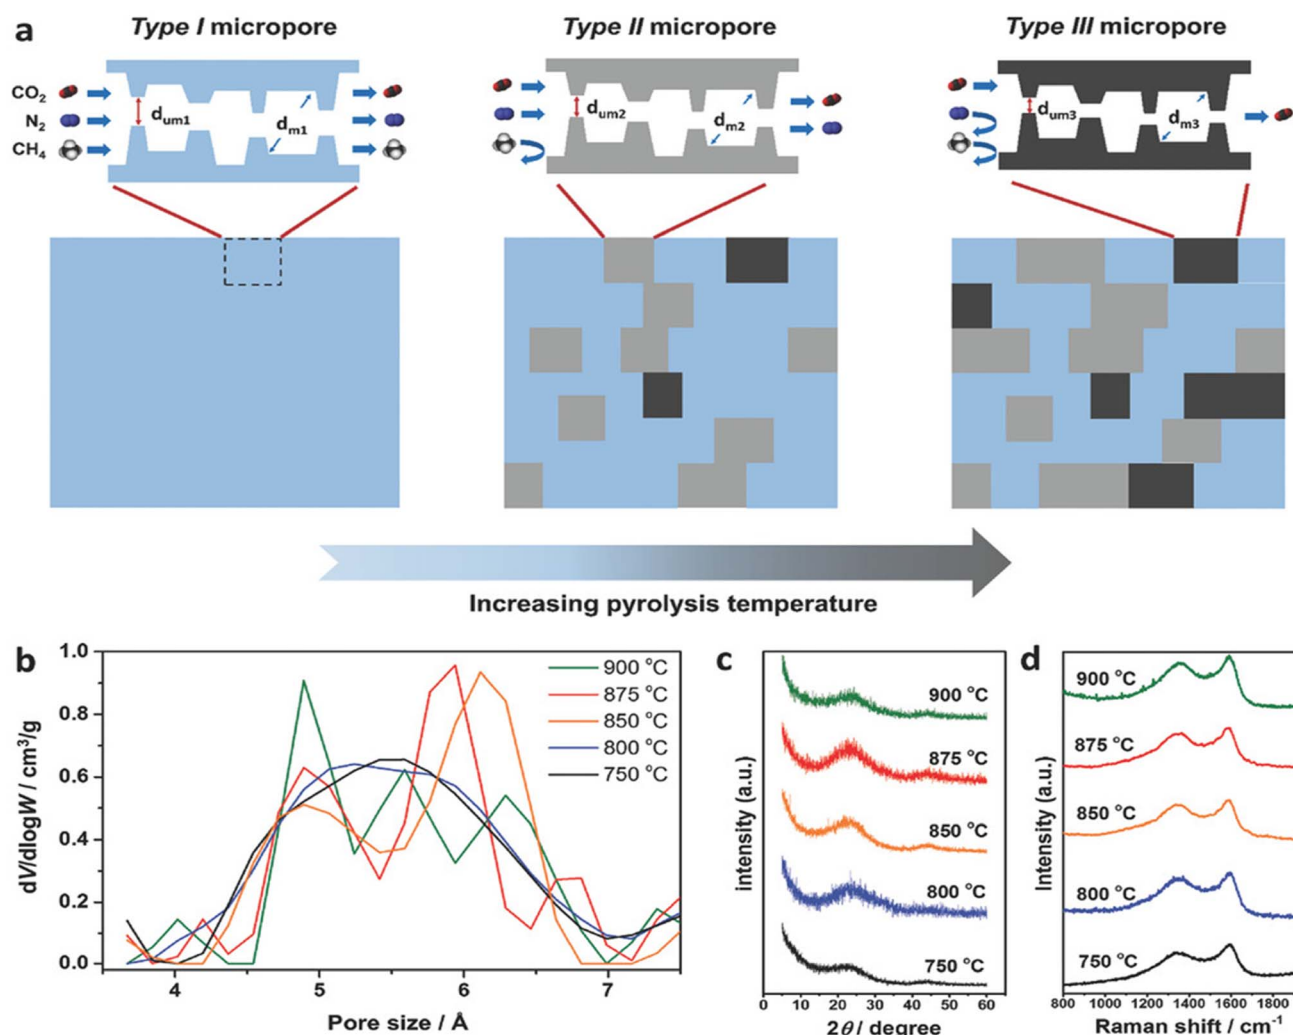 a
Type I micropore
Type II micropore
Type III micropore
CO2
N2
CH4
dum1
dm1
dum2
dm2
dum3
dm3
Increasing pyrolysis temperature
b
1.0
0.8
0.6
0.4
0.2
0.0
dV/dlogW / cm³/g
900 °C
875 °C
850 °C
800 °C
750 °C
4 5 6 7
Pore size / Å
c
intensity (a.u.)
900 °C
875 °C
850 °C
800 °C
750 °C
0 10 20 30 40 50 60
2θ / degree
d
Intensity (a.u.)
900 °C
875 °C
850 °C
800 °C
750 °C
800 1000 1200 1400 1600 1800
Raman shift / cm⁻¹